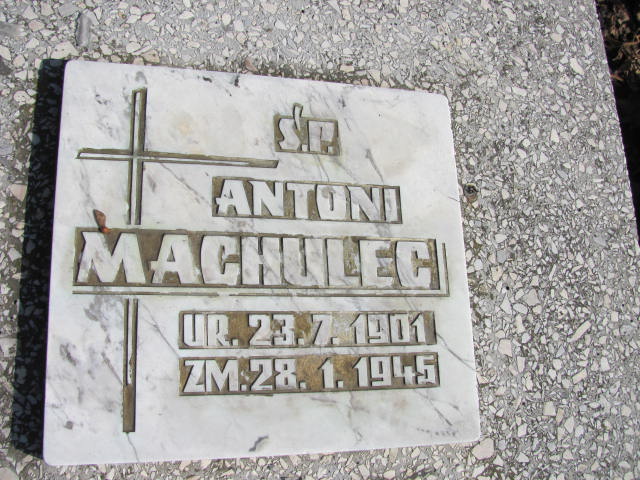 Ś.P.
ANTONI
MACHULEC
UR. 23.7.1901
ZM. 28.1.1945